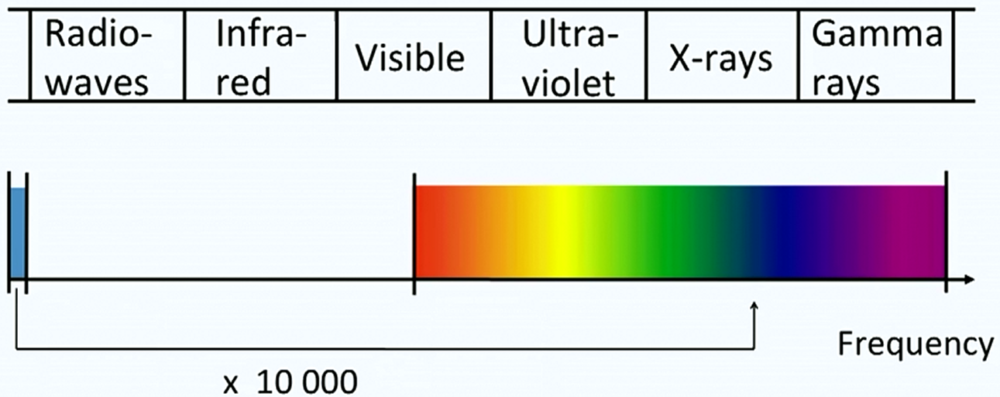 Radio-
waves
Infra-
red
Visible
Ultra-
violet
X-rays
Gamma
rays
Frequency
x 10 000